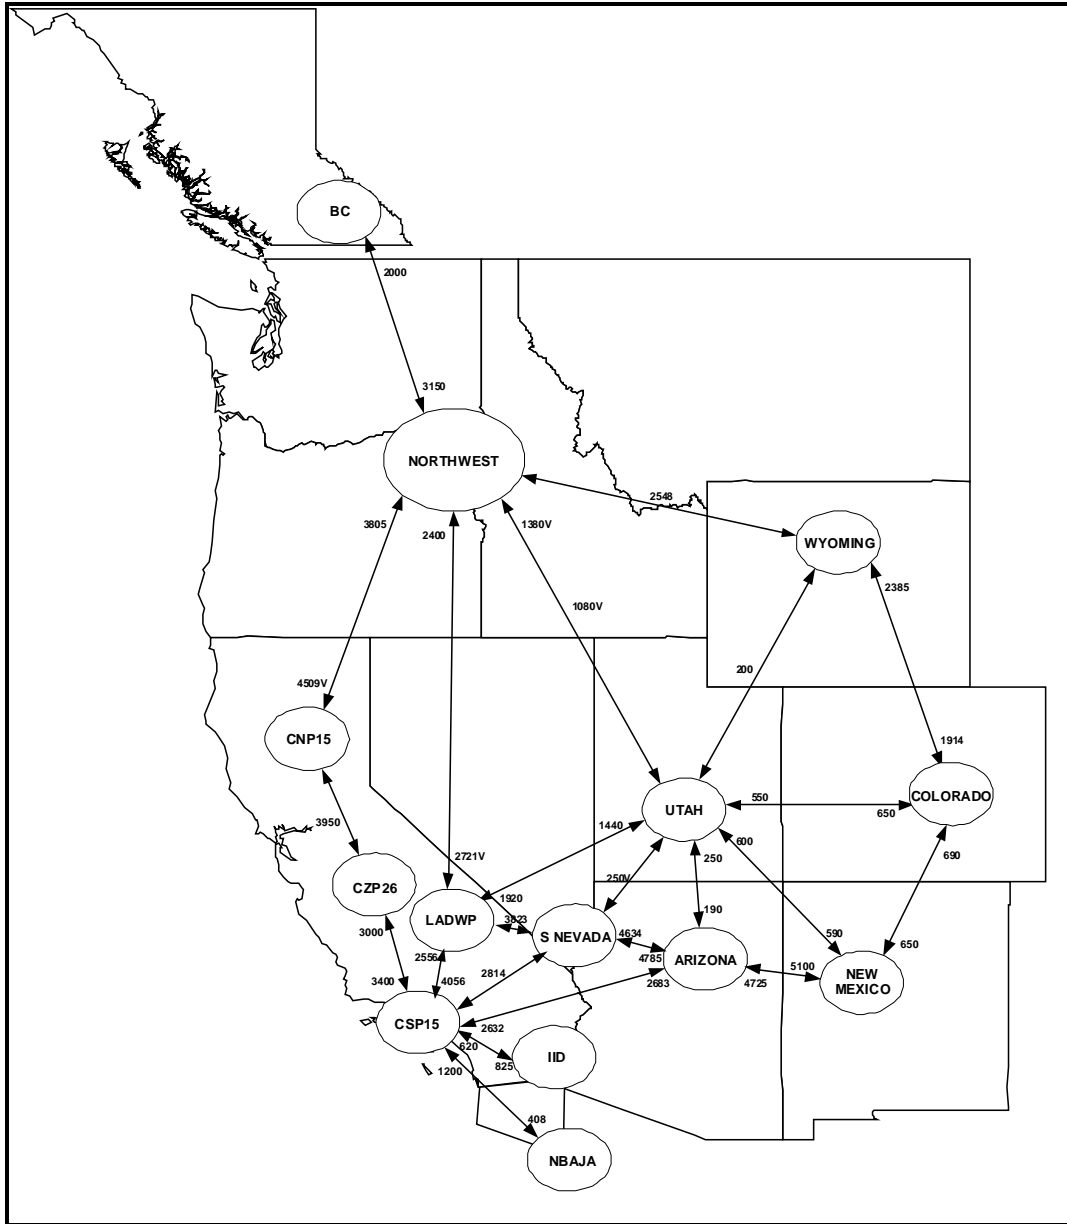 BC
2000
3150
NORTHWEST
2548
3805
2400
1380V
WYOMING
2385
1080V
200
4509V
CNP15
1914
COLORADO
UTAH
550
650
3950
1440
600
250
690
2721V
250V
CZP26
1920
190
LADWP
3823
3000
S NEVADA
4634
590
650
2556
4785
ARIZONA
5100
NEW
MEXICO
2814
3400
4056
2683
4725
CSP15
2632
620
IID
825
1200
408
NBAJA